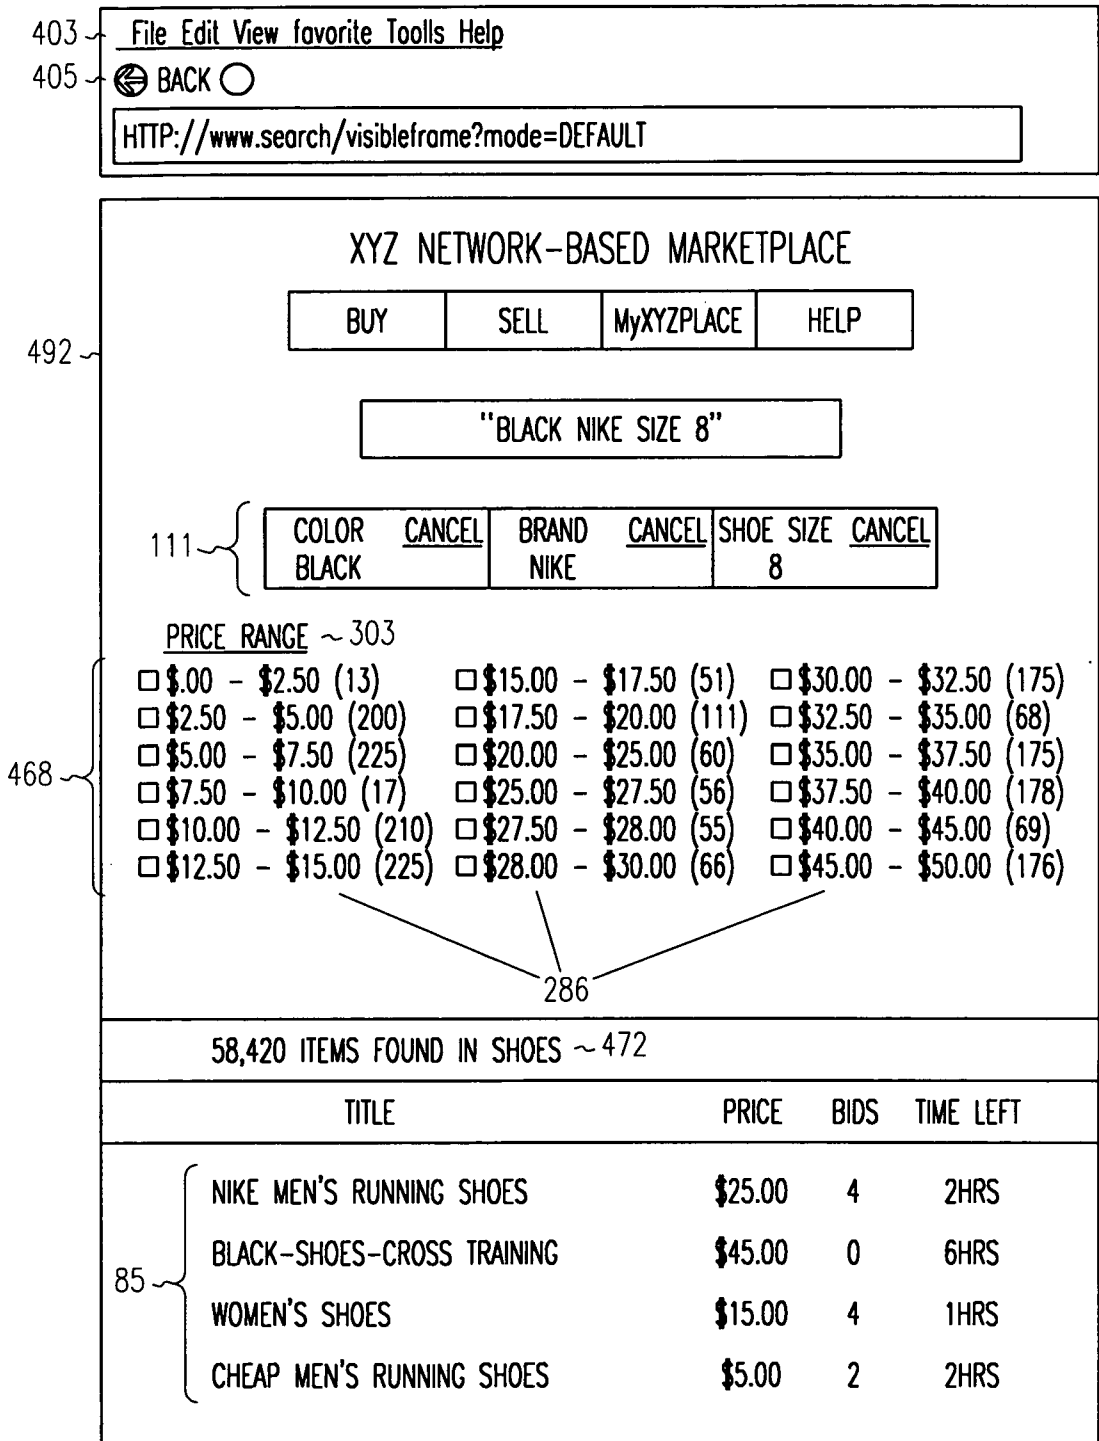 403 File Edit View favorite Toolls Help
405 BACK
HTTP://www.search/visibleframe?mode=DEFAULT
XYZ NETWORK-BASED MARKETPLACE
BUY SELL MyXYZPLACE HELP
492
"BLACK NIKE SIZE 8"
COLOR CANCEL BRAND CANCEL SHOE SIZE CANCEL
111
BLACK NIKE 8
PRICE RANGE ~303
$.00 - $2.50 (13) $15.00 - $17.50 (51) $30.00 - $32.50 (175)
$2.50 - $5.00 (200) $17.50 - $20.00 (111) $32.50 - $35.00 (68)
$5.00 - $7.50 (225) $20.00 - $25.00 (60) $35.00 - $37.50 (175)
468
$7.50 - $10.00 (17) $25.00 - $27.50 (56) $37.50 - $40.00 (178)
$10.00 - $12.50 (210) $27.50 - $28.00 (55) $40.00 - $45.00 (69)
$12.50 - $15.00 (225) $28.00 - $30.00 (66) $45.00 - $50.00 (176)
286
58,420 ITEMS FOUND IN SHOES ~472
TITLE PRICE BIDS TIME LEFT
NIKE MEN'S RUNNING SHOES $25.00 4 2HRS
BLACK-SHOES-CROSS TRAINING $45.00 0 6HRS
85
WOMEN'S SHOES $15.00 4 1HRS
CHEAP MEN'S RUNNING SHOES $5.00 2 2HRS